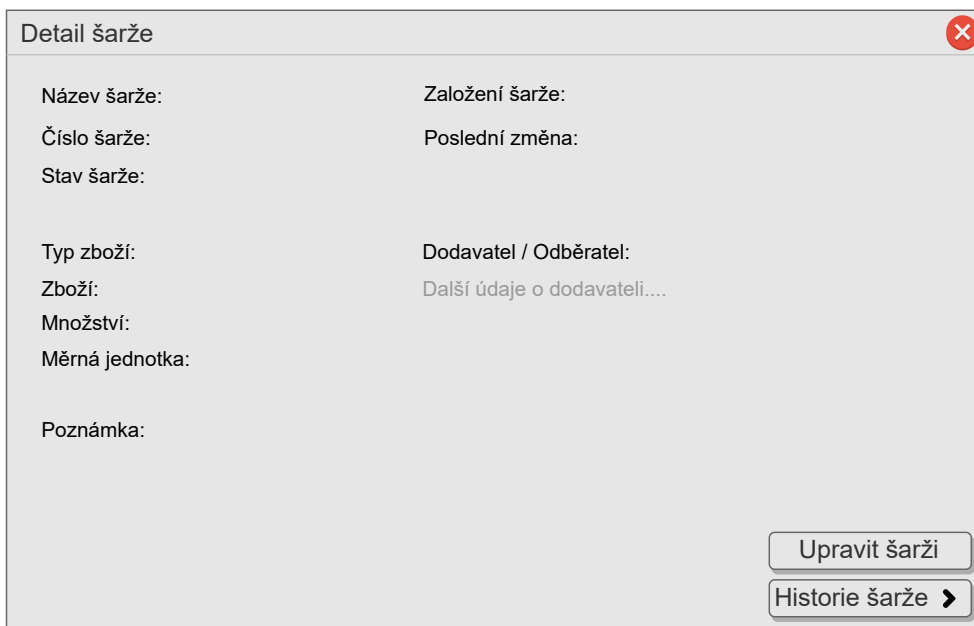 Detail šarže
Název šarže:
Založení šarže:
Číslo šarže:
Poslední změna:
Stav šarže:
Typ zboží:
Dodavatel / Odběratel:
Zboží:
Další údaje o dodavateli....
Množství:
Měrná jednotka:
Poznámka:
Upravit šarži
Historie šarže